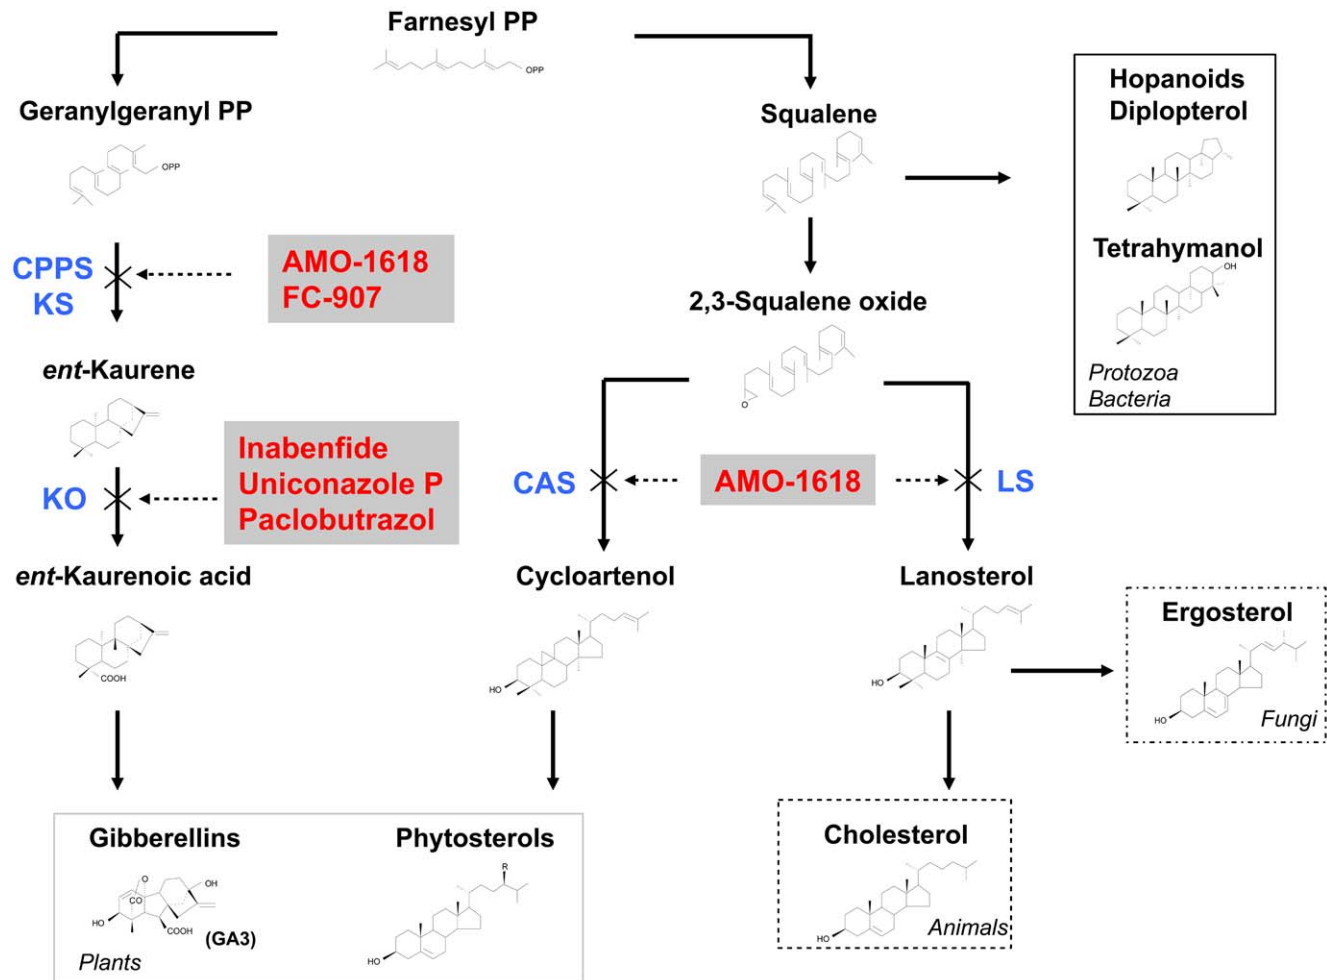 Farnesyl PP
OPP
Geranylgeranyl PP
OPP
Squalene
Hopanoids
Diplopterol
CPPS
KS
AMO-1618
FC-907
Tetrahymanol
OH
Protozoa
Bacteria
2,3-Squalene oxide
O
ent-Kaurene
KO
Inabenfide
Uniconazole P
Paclobutrazol
CAS
AMO-1618
LS
ent-Kaurenoic acid
COOH
Cycloartenol
HO
Lanosterol
HO
Ergosterol
HO
Fungi
Gibberellins
O
CO
OH
HO
COOH
(GA3)
Plants
Phytosterols
R
HO
Cholesterol
HO
Animals